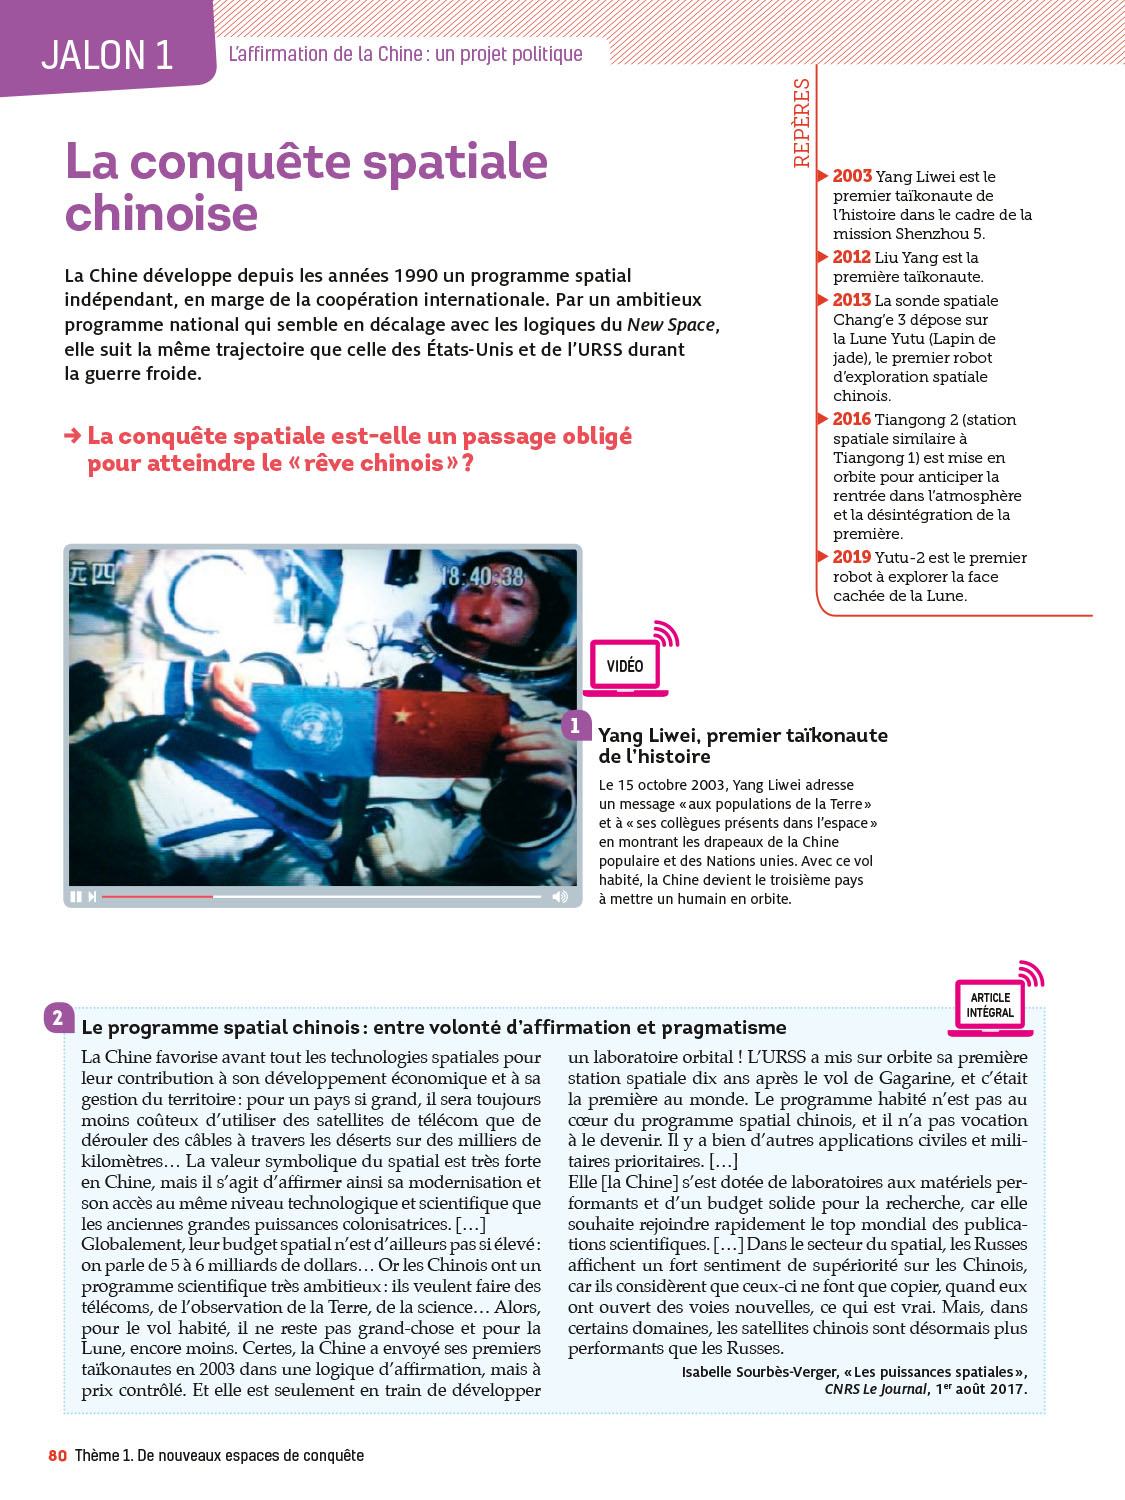 JALON 1
L’affirmation de la Chine : un projet politique
La conquête spatiale
chinoise
La Chine développe depuis les années 1990 un programme spatial
indépendant, en marge de la coopération internationale. Par un ambitieux
programme national qui semble en décalage avec les logiques du New Space,
elle suit la même trajectoire que celle des États-Unis et de l’URSS durant
la guerre froide.
→ La conquête spatiale est-elle un passage obligé
pour atteindre le « rêve chinois » ?
REPÈRES
2003 Yang Liwei est le
premier taïkonaute de
l’histoire dans le cadre de la
mission Shenzhou 5.
2012 Liu Yang est la
première taïkonaute.
2013 La sonde spatiale
Chang’e 3 dépose sur
la Lune Yutu (Lapin de
jade), le premier robot
d’exploration spatiale
chinois.
2016 Tiangong 2 (station
spatiale similaire à
Tiangong 1) est mise en
orbite pour anticiper la
rentrée dans l’atmosphère
et la désintégration de la
première.
2019 Yutu-2 est le premier
robot à explorer la face
cachée de la Lune.
远四
18:40:38
VIDÉO
1
Yang Liwei, premier taïkonaute
de l’histoire
Le 15 octobre 2003, Yang Liwei adresse
un message « aux populations de la Terre »
et à « ses collègues présents dans l’espace »
en montrant les drapeaux de la Chine
populaire et des Nations unies. Avec ce vol
habité, la Chine devient le troisième pays
à mettre un humain en orbite.
ARTICLE
INTÉGRAL
2
Le programme spatial chinois : entre volonté d’affirmation et pragmatisme
La Chine favorise avant tout les technologies spatiales pour
leur contribution à son développement économique et à sa
gestion du territoire : pour un pays si grand, il sera toujours
moins coûteux d’utiliser des satellites de télécom que de
dérouler des câbles à travers les déserts sur des milliers de
kilomètres… La valeur symbolique du spatial est très forte
en Chine, mais il s’agit d’affirmer ainsi sa modernisation et
son accès au même niveau technologique et scientifique que
les anciennes grandes puissances colonisatrices. […]
Globalement, leur budget spatial n’est d’ailleurs pas si élevé :
on parle de 5 à 6 milliards de dollars… Or les Chinois ont un
programme scientifique très ambitieux : ils veulent faire des
télécoms, de l’observation de la Terre, de la science… Alors,
pour le vol habité, il ne reste pas grand-chose et pour la
Lune, encore moins. Certes, la Chine a envoyé ses premiers
taïkonautes en 2003 dans une logique d’affirmation, mais à
prix contrôlé. Et elle est seulement en train de développer
un laboratoire orbital ! L’URSS a mis sur orbite sa première
station spatiale dix ans après le vol de Gagarine, et c’était
la première au monde. Le programme habité n’est pas au
cœur du programme spatial chinois, et il n’a pas vocation
à le devenir. Il y a bien d’autres applications civiles et mili-
taires prioritaires. […]
Elle [la Chine] s’est dotée de laboratoires aux matériels per-
formants et d’un budget solide pour la recherche, car elle
souhaite rejoindre rapidement le top mondial des publica-
tions scientifiques. […] Dans le secteur du spatial, les Russes
affichent un fort sentiment de supériorité sur les Chinois,
car ils considèrent que ceux-ci ne font que copier, quand eux
ont ouvert des voies nouvelles, ce qui est vrai. Mais, dans
certains domaines, les satellites chinois sont désormais plus
performants que les Russes.
Isabelle Sourbès-Verger, « Les puissances spatiales »,
CNRS Le Journal, 1er août 2017.
80 Thème 1. De nouveaux espaces de conquête